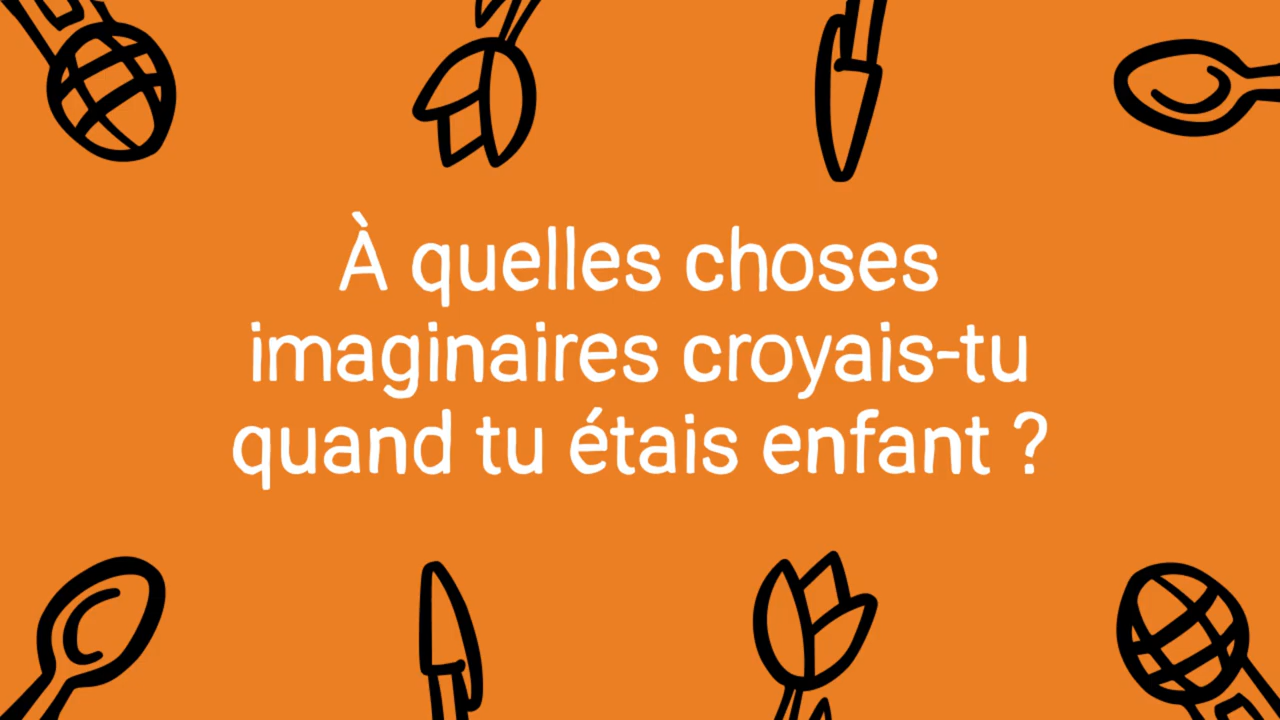 À quelles choses
imaginaires croyais-tu
quand tu étais enfant ?